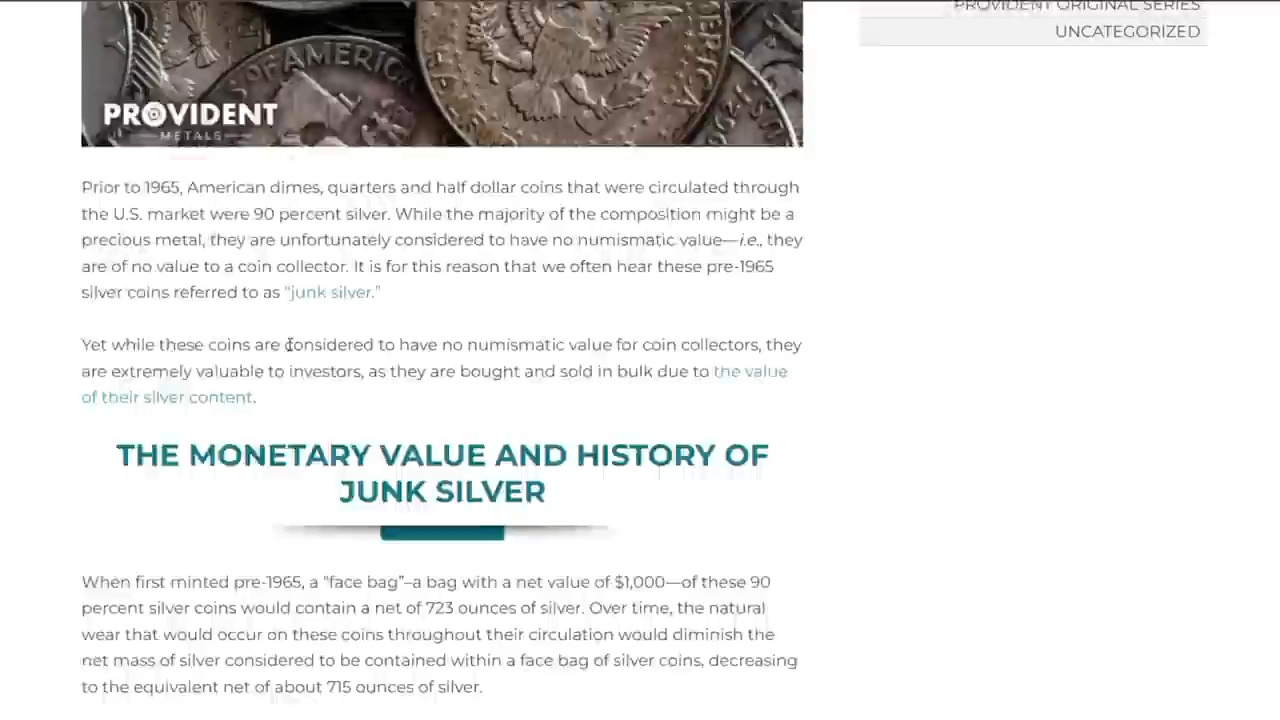 PROVIDENT ORIGINAL SERIES
UNCATEGORIZED
OF AMERICA
PROVIDENT
METALS
Prior to 1965, American dimes, quarters and half dollar coins that were circulated through
the U.S. market were 90 percent silver. While the majority of the composition might be a
precious metal, they are unfortunately considered to have no numismatic value—i.e., they
are of no value to a coin collector. It is for this reason that we often hear these pre-1965
silver coins referred to as “junk silver.”
Yet while these coins are considered to have no numismatic value for coin collectors, they
are extremely valuable to investors, as they are bought and sold in bulk due to the value
of their silver content.
THE MONETARY VALUE AND HISTORY OF
JUNK SILVER
When first minted pre-1965, a “face bag”–a bag with a net value of $1,000—of these 90
percent silver coins would contain a net of 723 ounces of silver. Over time, the natural
wear that would occur on these coins throughout their circulation would diminish the
net mass of silver considered to be contained within a face bag of silver coins, decreasing
to the equivalent net of about 715 ounces of silver.